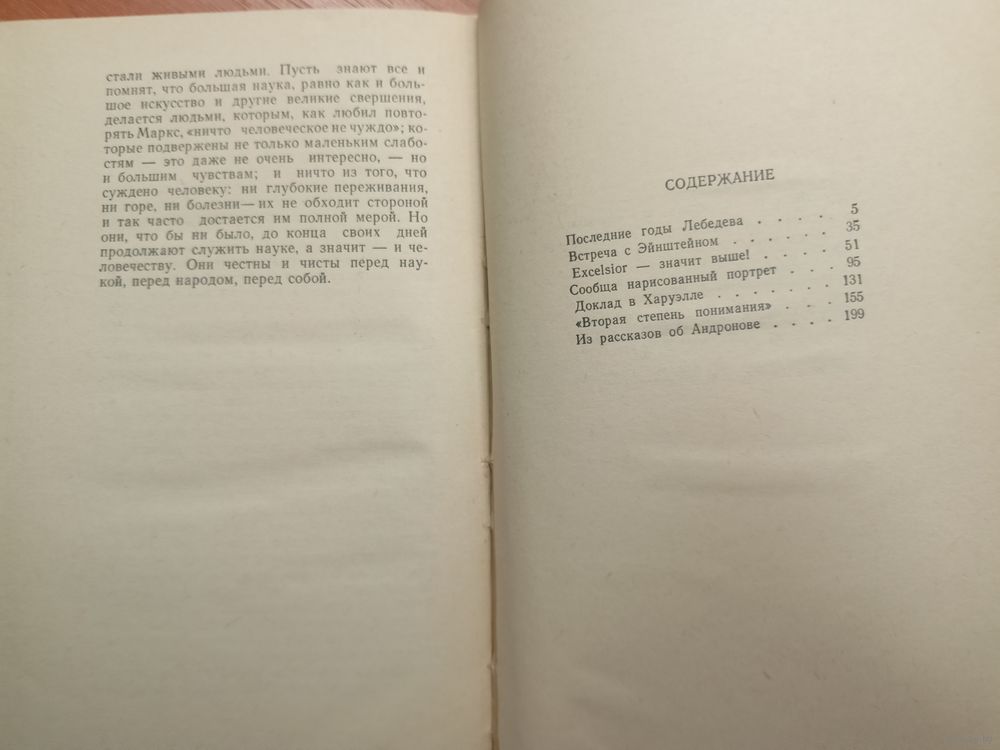 стали живыми людьми. Пусть знают все и
помнят, что большая наука, равно как и боль-
шое искусство и другие великие свершения,
делается людьми, которым, как любил повто-
рять Маркс, «ничто человеческое не чуждо»; ко-
торые подвержены не только маленьким слабо-
стям — это даже не очень интересно, — но
и большим чувствам; и ничто из того, что
суждено человеку: ни глубокие переживания,
ни горе, ни болезни— их не обходит стороной
и так часто достается им полной мерой. Но
они, что бы ни было, до конца своих дней
продолжают служить науке, а значит — и че-
ловечеству. Они честны и чисты перед нау-
кой, перед народом, перед собой.
СОДЕРЖАНИЕ
Последние годы Лебедева . . . . 5
Встреча с Эйнштейном . . . . . 35
Excelsior — значит выше! . . . . 51
Сообща нарисованный портрет . . . 95
Доклад в Харуэлле . . . . . . . 131
«Вторая степень понимания» . . . 155
Из рассказов об Андронове . . . . 199